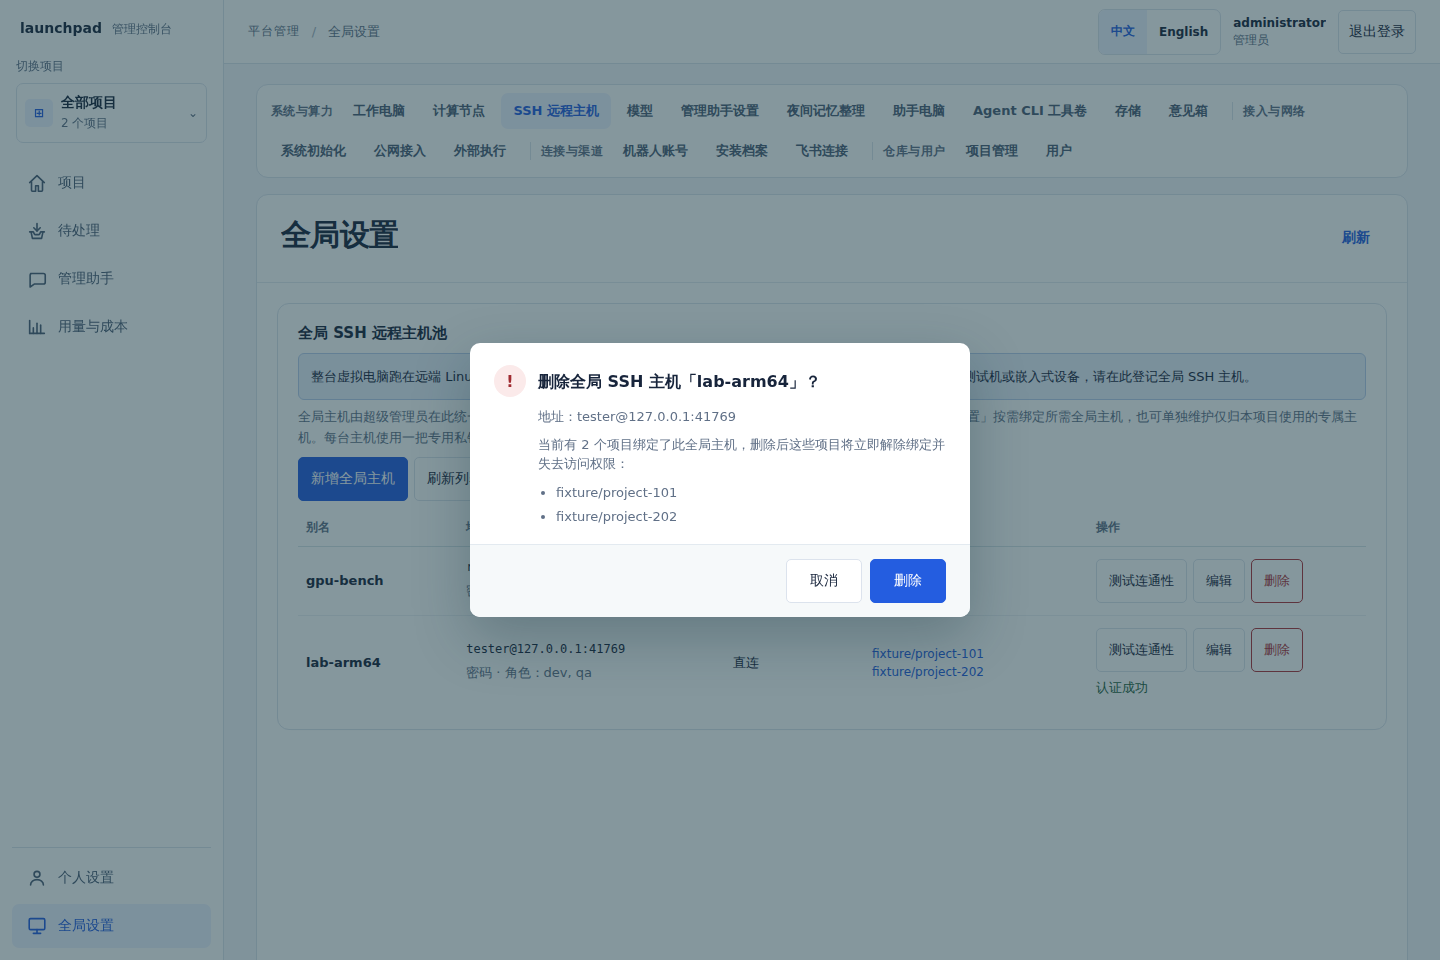 launchpad 管理控制台
切换项目
全部项目
2 个项目
项目
待处理
管理助手
用量与成本
个人设置
全局设置
平台管理 / 全局设置
中文 English
administrator
管理员
退出登录
系统与算力 工作电脑 计算节点 SSH 远程主机 模型 管理助手设置 夜间记忆整理 助手电脑 Agent CLI 工具卷 存储 意见箱 接入与网络
系统初始化 公网接入 外部执行 连接与渠道 机器人账号 安装档案 飞书连接 仓库与用户 项目管理 用户
全局设置
刷新
全局 SSH 远程主机池
整台虚拟电脑跑在远端 Linu 测试机或嵌入式设备，请在此登记全局 SSH 主机。
全局主机由超级管理员在此统 置」按需绑定所需全局主机，也可单独维护仅归本项目使用的专属主
机。每台主机使用一把专用私
新增全局主机 刷新列
别名 操作
gpu-bench
测试连通性 编辑 删除
lab-arm64
tester@127.0.0.1:41769
密码 · 角色：dev, qa
直连
fixture/project-101
fixture/project-202
测试连通性 编辑 删除
认证成功
!
删除全局 SSH 主机「lab-arm64」？
地址：tester@127.0.0.1:41769
当前有 2 个项目绑定了此全局主机，删除后这些项目将立即解除绑定并
失去访问权限：
• fixture/project-101
• fixture/project-202
取消 删除